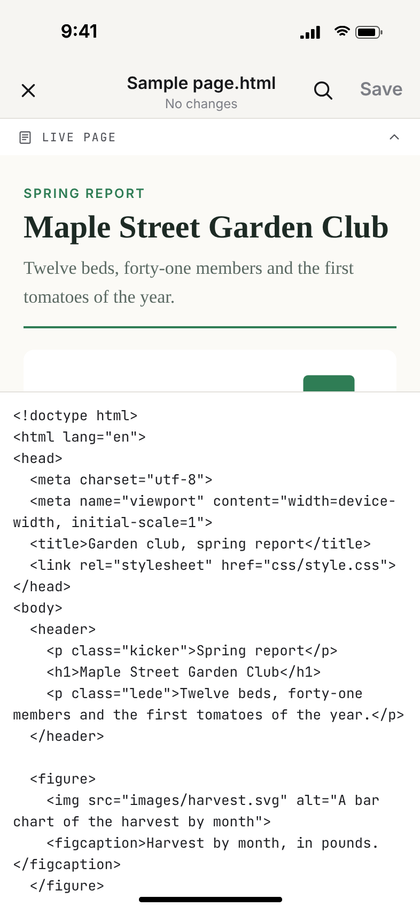 9:41
Sample page.html
No changes
Save
LIVE PAGE
SPRING REPORT
Maple Street Garden Club
Twelve beds, forty-one members and the first
tomatoes of the year.
<!doctype html>
<html lang="en">
<head>
  <meta charset="utf-8">
  <meta name="viewport" content="width=device-
width, initial-scale=1">
  <title>Garden club, spring report</title>
  <link rel="stylesheet" href="css/style.css">
</head>
<body>
  <header>
    <p class="kicker">Spring report</p>
    <h1>Maple Street Garden Club</h1>
    <p class="lede">Twelve beds, forty-one
members and the first tomatoes of the year.</p>
  </header>

  <figure>
    <img src="images/harvest.svg" alt="A bar
chart of the harvest by month">
    <figcaption>Harvest by month, in pounds.
</figcaption>
  </figure>